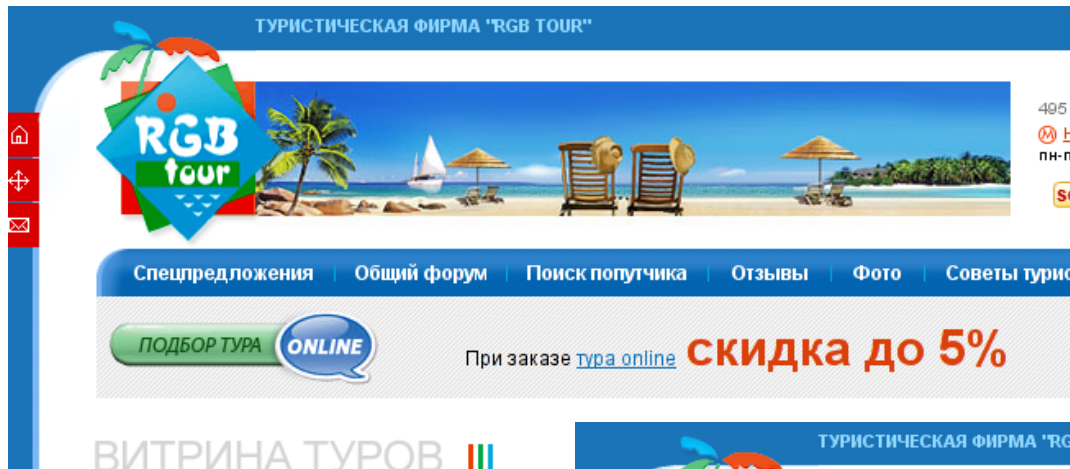 ТУРИСТИЧЕСКАЯ ФИРМА "RGB TOUR"
RGB
tour
495
пн-п
Спецпредложения Общий форум Поиск попутчика Отзывы Фото Советы турис
ПОДБОР ТУРА ONLINE
При заказе тура online скидка до 5%
ВИТРИНА ТУРОВ
ТУРИСТИЧЕСКАЯ ФИРМА "RG